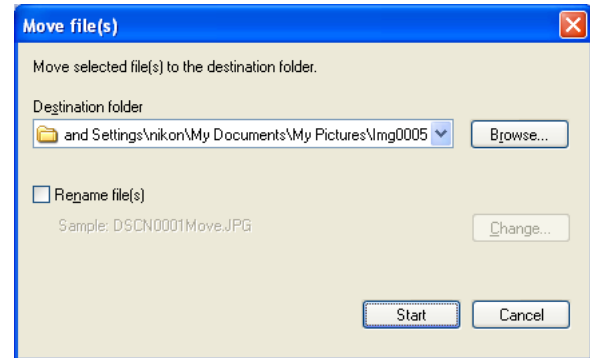 Move file(s)
Move selected file(s) to the destination folder.
Destination folder
and Settings\nikon\My Documents\My Pictures\Img0005
Browse...
Rename file(s)
Sample: DSCN0001Move.JPG
Change...
Start
Cancel